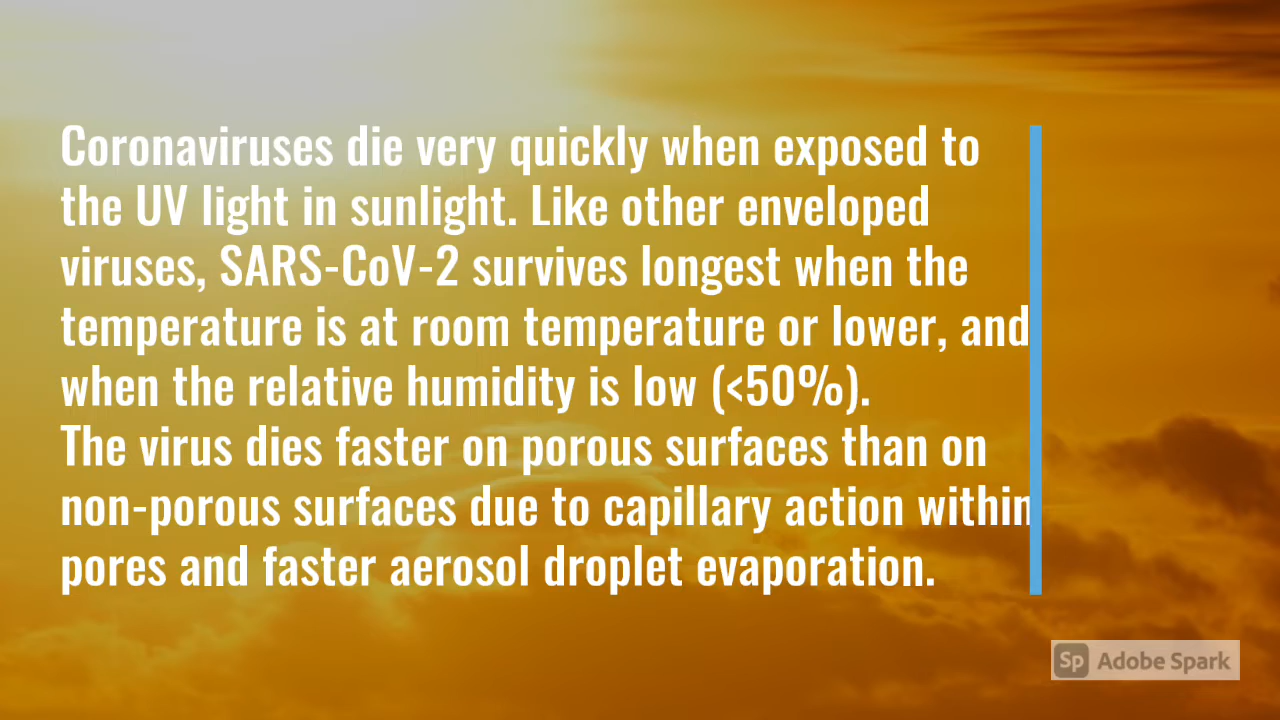 Coronaviruses die very quickly when exposed to
the UV light in sunlight. Like other enveloped
viruses, SARS-CoV-2 survives longest when the
temperature is at room temperature or lower, and
when the relative humidity is low (<50%).
The virus dies faster on porous surfaces than on
non-porous surfaces due to capillary action within
pores and faster aerosol droplet evaporation.
Sp Adobe Spark